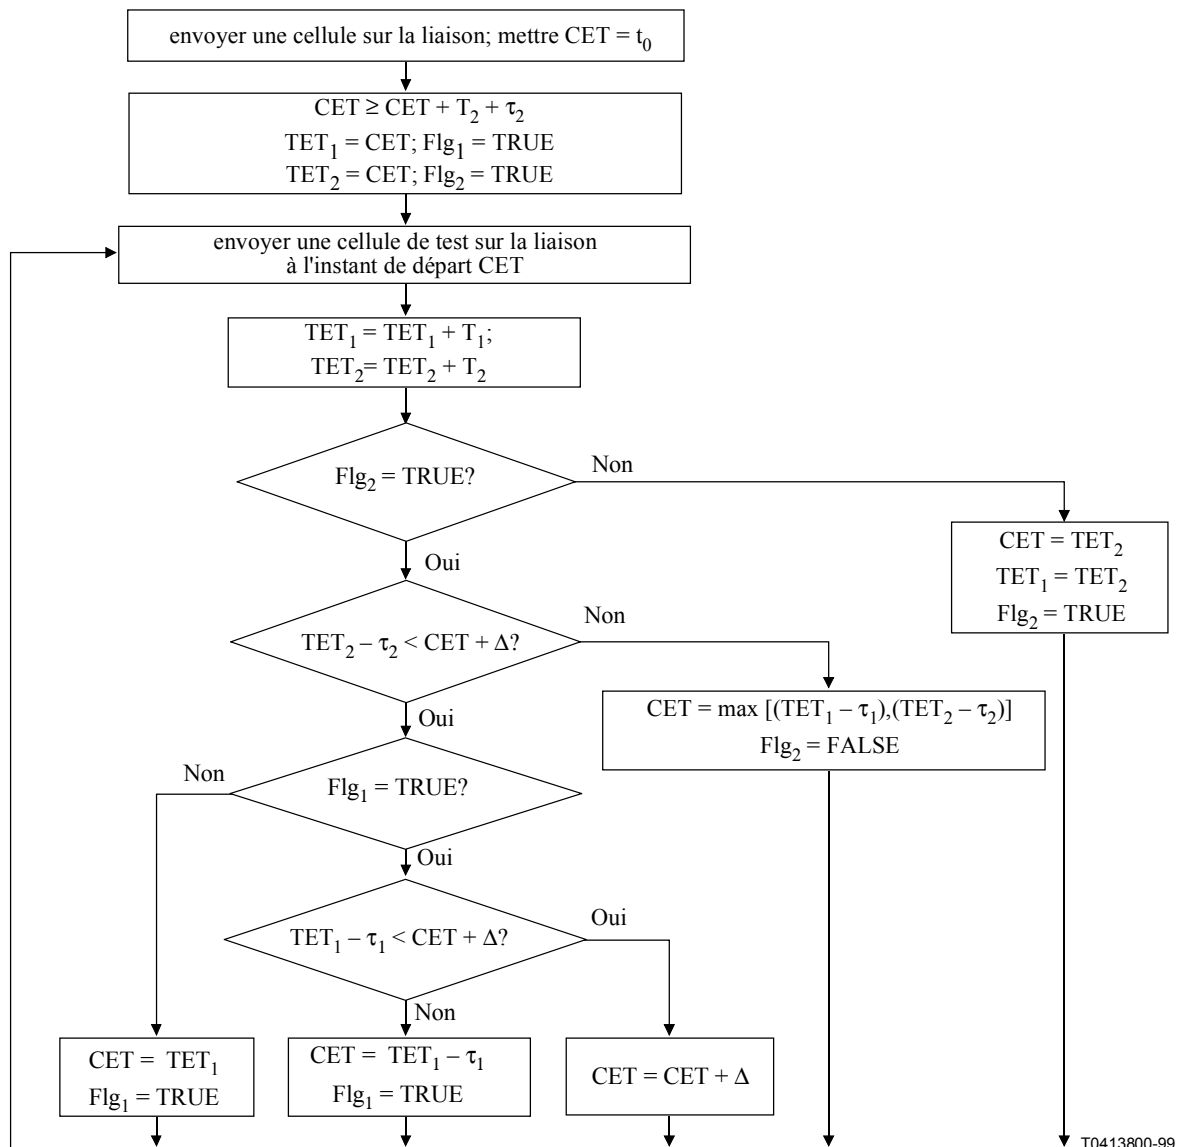 envoyer une cellule sur la liaison; mettre CET = t₀
CET ≥ CET + T₂ + τ₂
TET₁ = CET; Flg₁ = TRUE
TET₂ = CET; Flg₂ = TRUE
envoyer une cellule de test sur la liaison
à l'instant de départ CET
TET₁ = TET₁ + T₁;
TET₂= TET₂ + T₂
Flg₂ = TRUE?
Non
CET = TET₂
TET₁ = TET₂
Flg₂ = TRUE
Oui
TET₂ – τ₂ < CET + Δ?
Non
CET = max [(TET₁ – τ₁),(TET₂ – τ₂)]
Flg₂ = FALSE
Oui
Flg₁ = TRUE?
Non
Oui
TET₁ – τ₁ < CET + Δ?
Oui
Non
CET = TET₁
Flg₁ = TRUE
CET = TET₁ – τ₁
Flg₁ = TRUE
CET = CET + Δ
T0413800-99